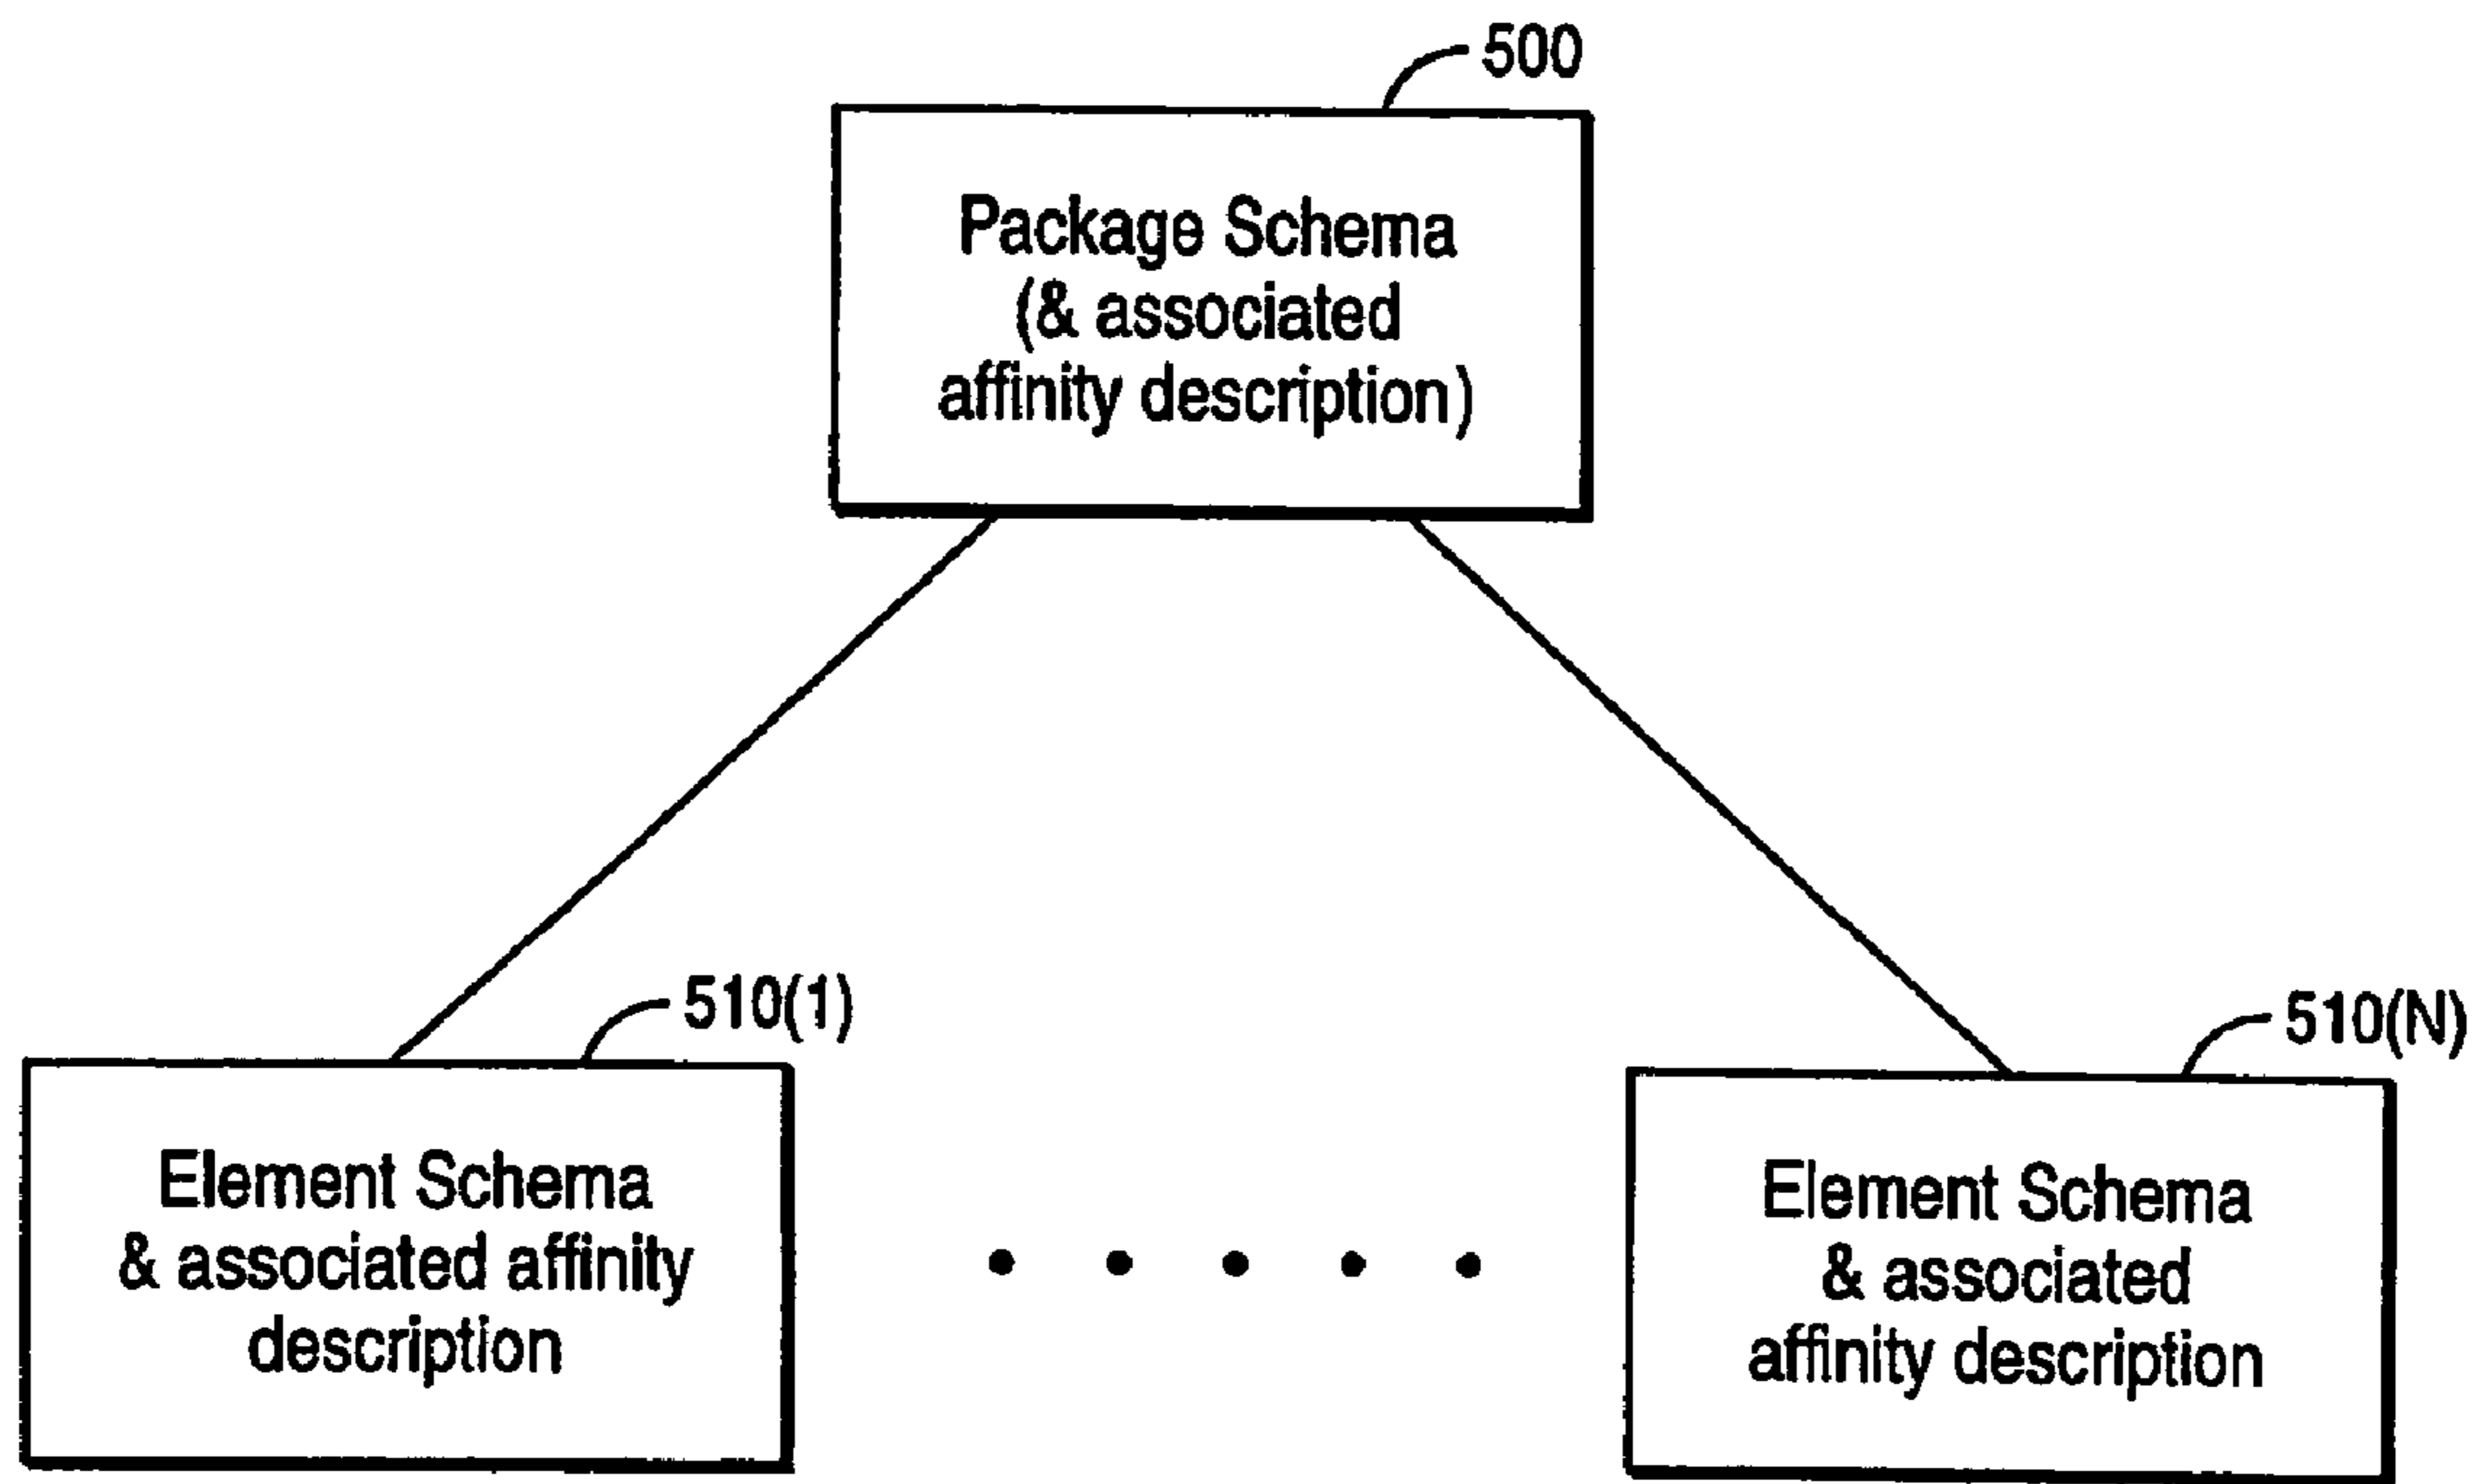 500
Package Schema
(& associated
affinity description)
510(1)
510(N)
Element Schema
& associated affinity
description
Element Schema
& associated
affinity description